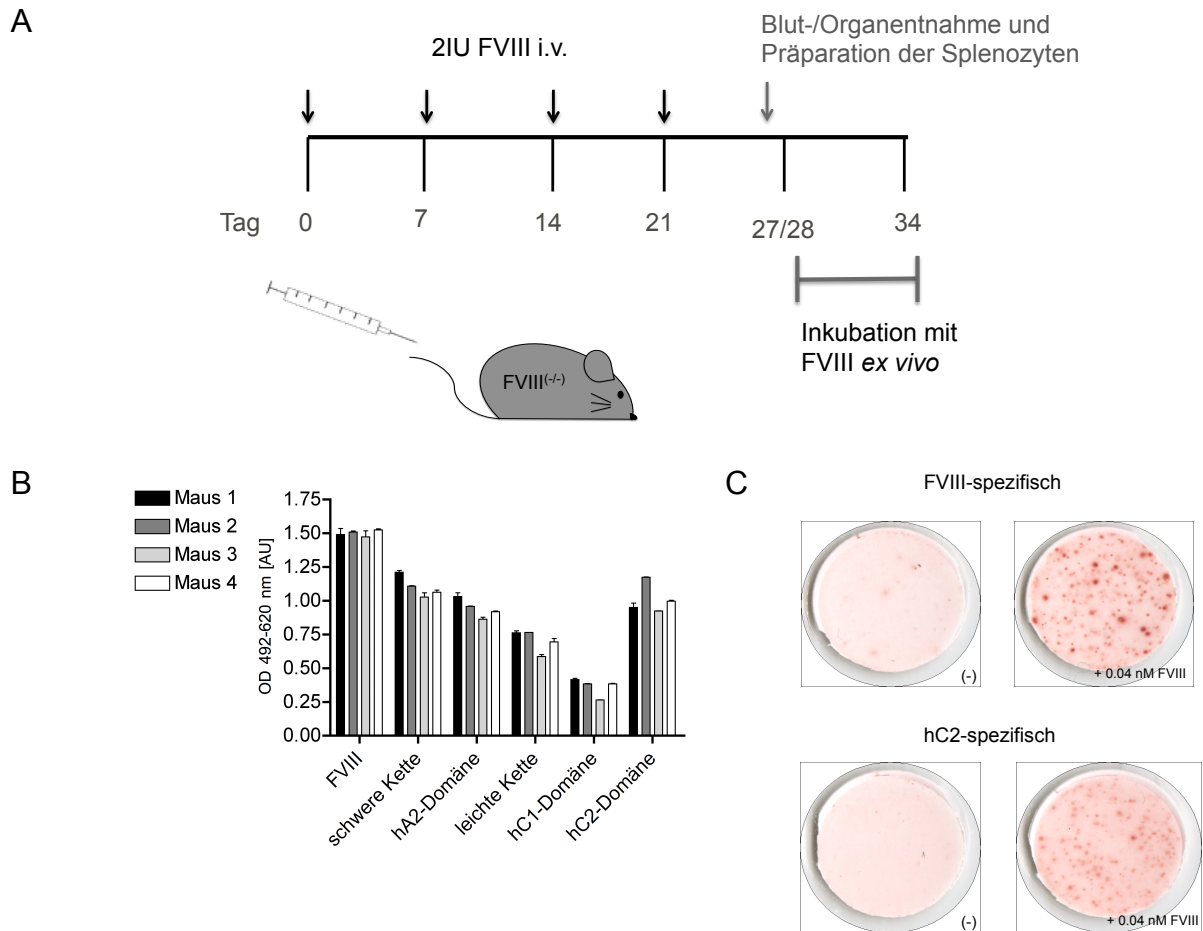 A
2IU FVIII i.v.
Blut-/Organentnahme und
Präparation der Splenozyten
Tag 0 7 14 21 27/28 34
FVIII(-/-)
Inkubation mit
FVIII ex vivo
B
Maus 1
Maus 2
Maus 3
Maus 4
OD 492-620 nm [AU]
1.75
1.50
1.25
1.00
0.75
0.50
0.25
0.00
FVIII
schwere Kette
hA2-Domäne
leichte Kette
hC1-Domäne
hC2-Domäne
C
FVIII-spezifisch
(-)
+ 0.04 nM FVIII
hC2-spezifisch
(-)
+ 0.04 nM FVIII